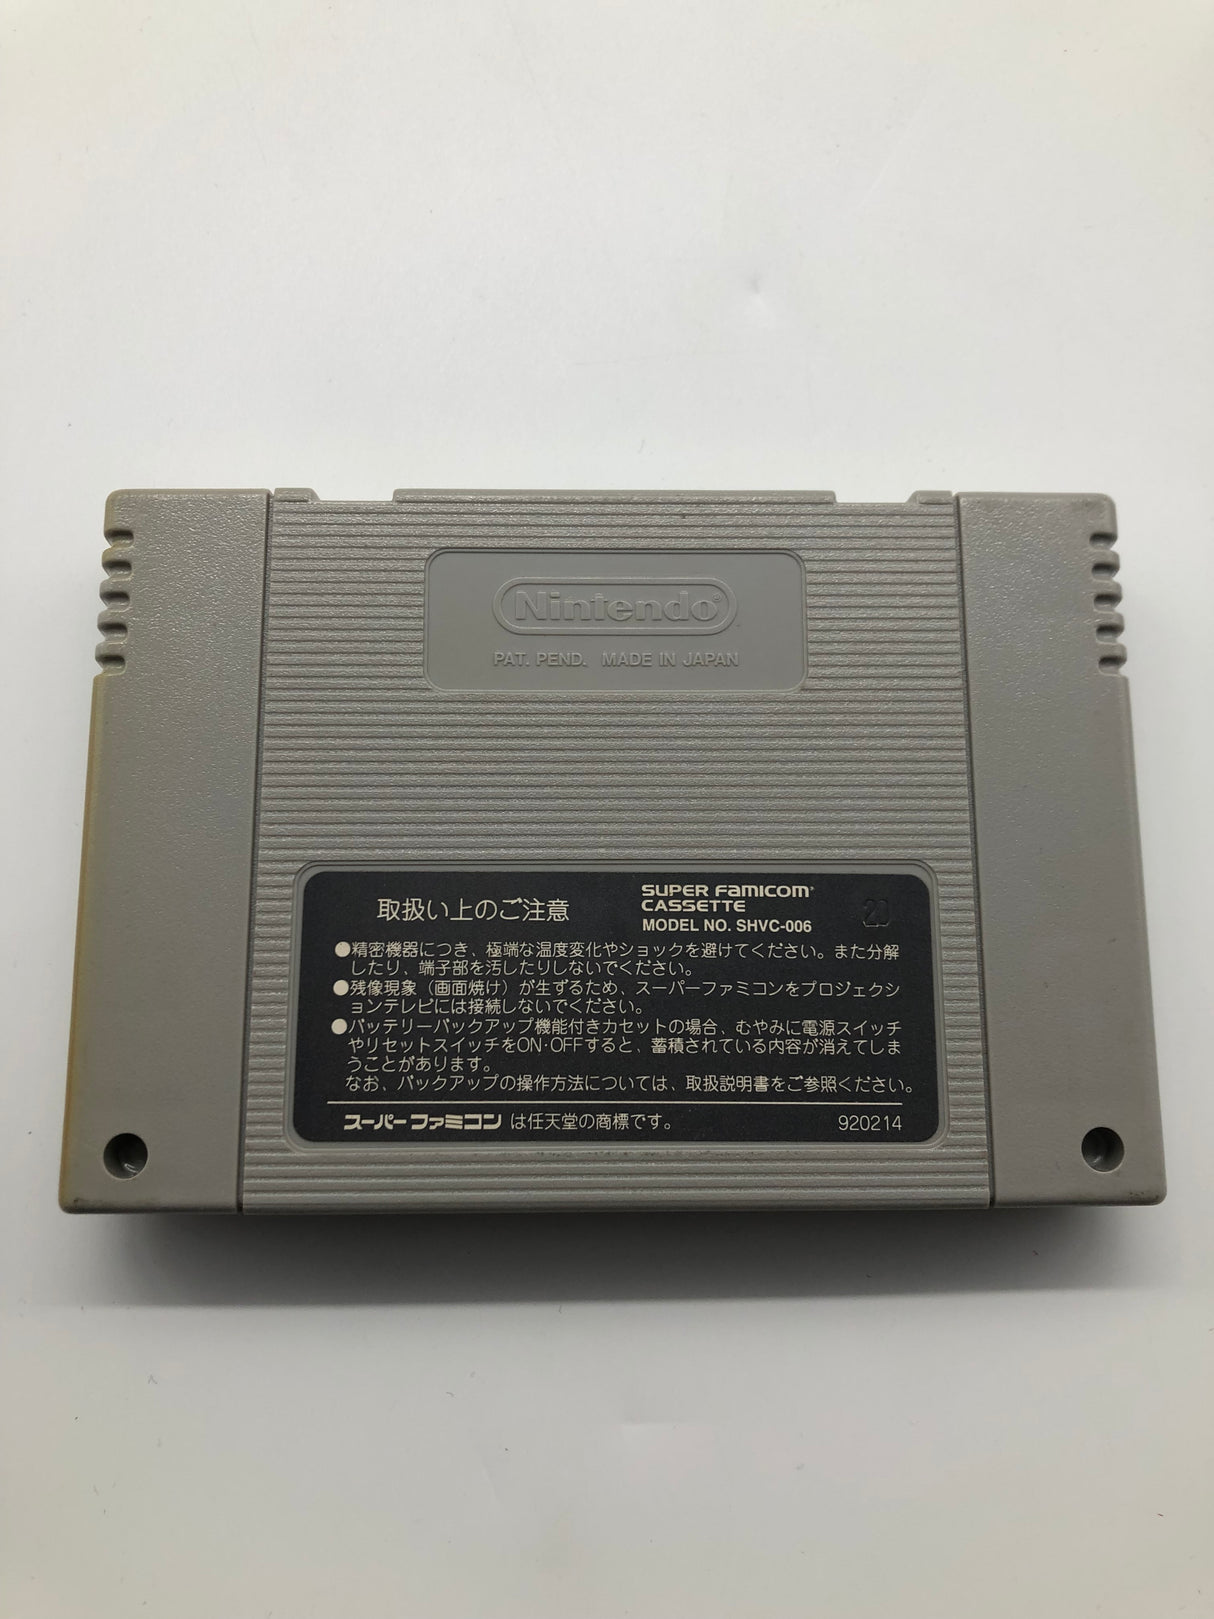 Nintendo®
PAT. PEND. MADE IN JAPAN
取扱い上のご注意
SUPER FAMICOM
CASSETTE
MODEL NO. SHVC-006
20
●精密機器につき、極端な温度変化やショックを避けてください。また分解
したり、端子部を汚したりしないでください。
●残像現象（画面焼け）が生ずるため、スーパーファミコンをプロジェクシ
ョンテレビには接続しないでください。
●バッテリーバックアップ機能付きカセットの場合、むやみに電源スイッチ
やリセットスイッチをON·OFFすると、蓄積されている内容が消えてしま
うことがあります。
なお、バックアップの操作方法については、取扱説明書をご参照ください。
スーパーファミコン は任天堂の商標です。
920214